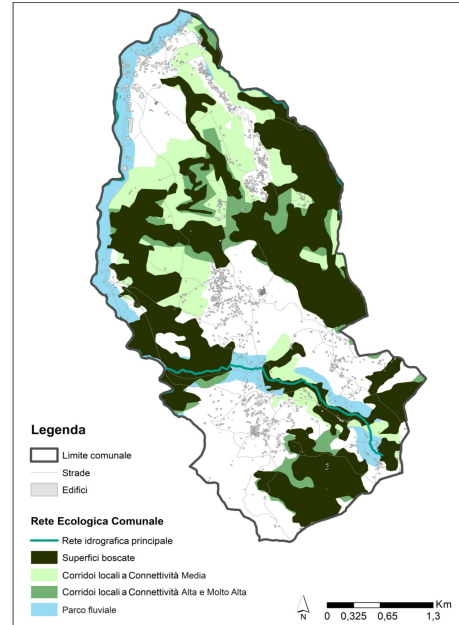 Legenda
Limite comunale
Strade
Edifici
Rete Ecologica Comunale
Rete idrografica principale
Superfici boscate
Corridoi locali a Connettività Media
Corridoi locali a Connettività Alta e Molto Alta
Parco fluviale
N
Km
0 0,325 0,65 1,3